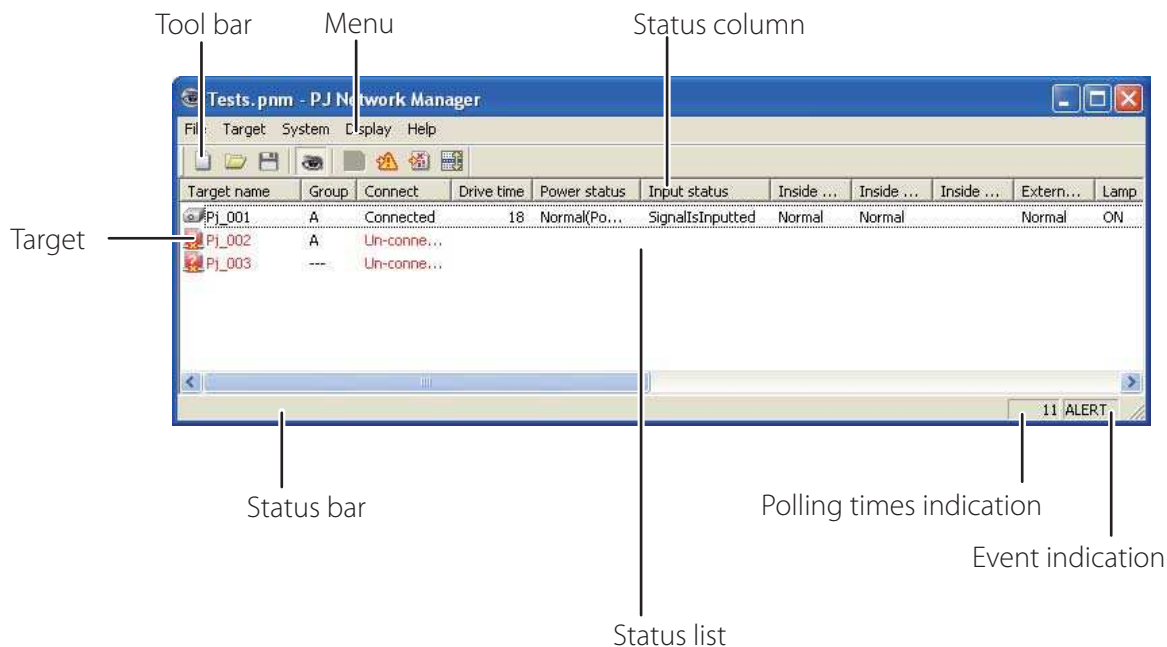 Tool bar
Menu
Status column
Tests.pnm - PJ Network Manager
File Target System Display Help
Target name Group Connect Drive time Power status Input status Inside ... Inside ... Inside ... Extern... Lamp
Pj_001 A Connected 18 Normal(Po... SignalIsInputted Normal Normal Normal ON
Target
Pj_002 A Un-conne...
Pj_003 --- Un-conne...
11 ALERT
Status bar
Polling times indication
Event indication
Status list